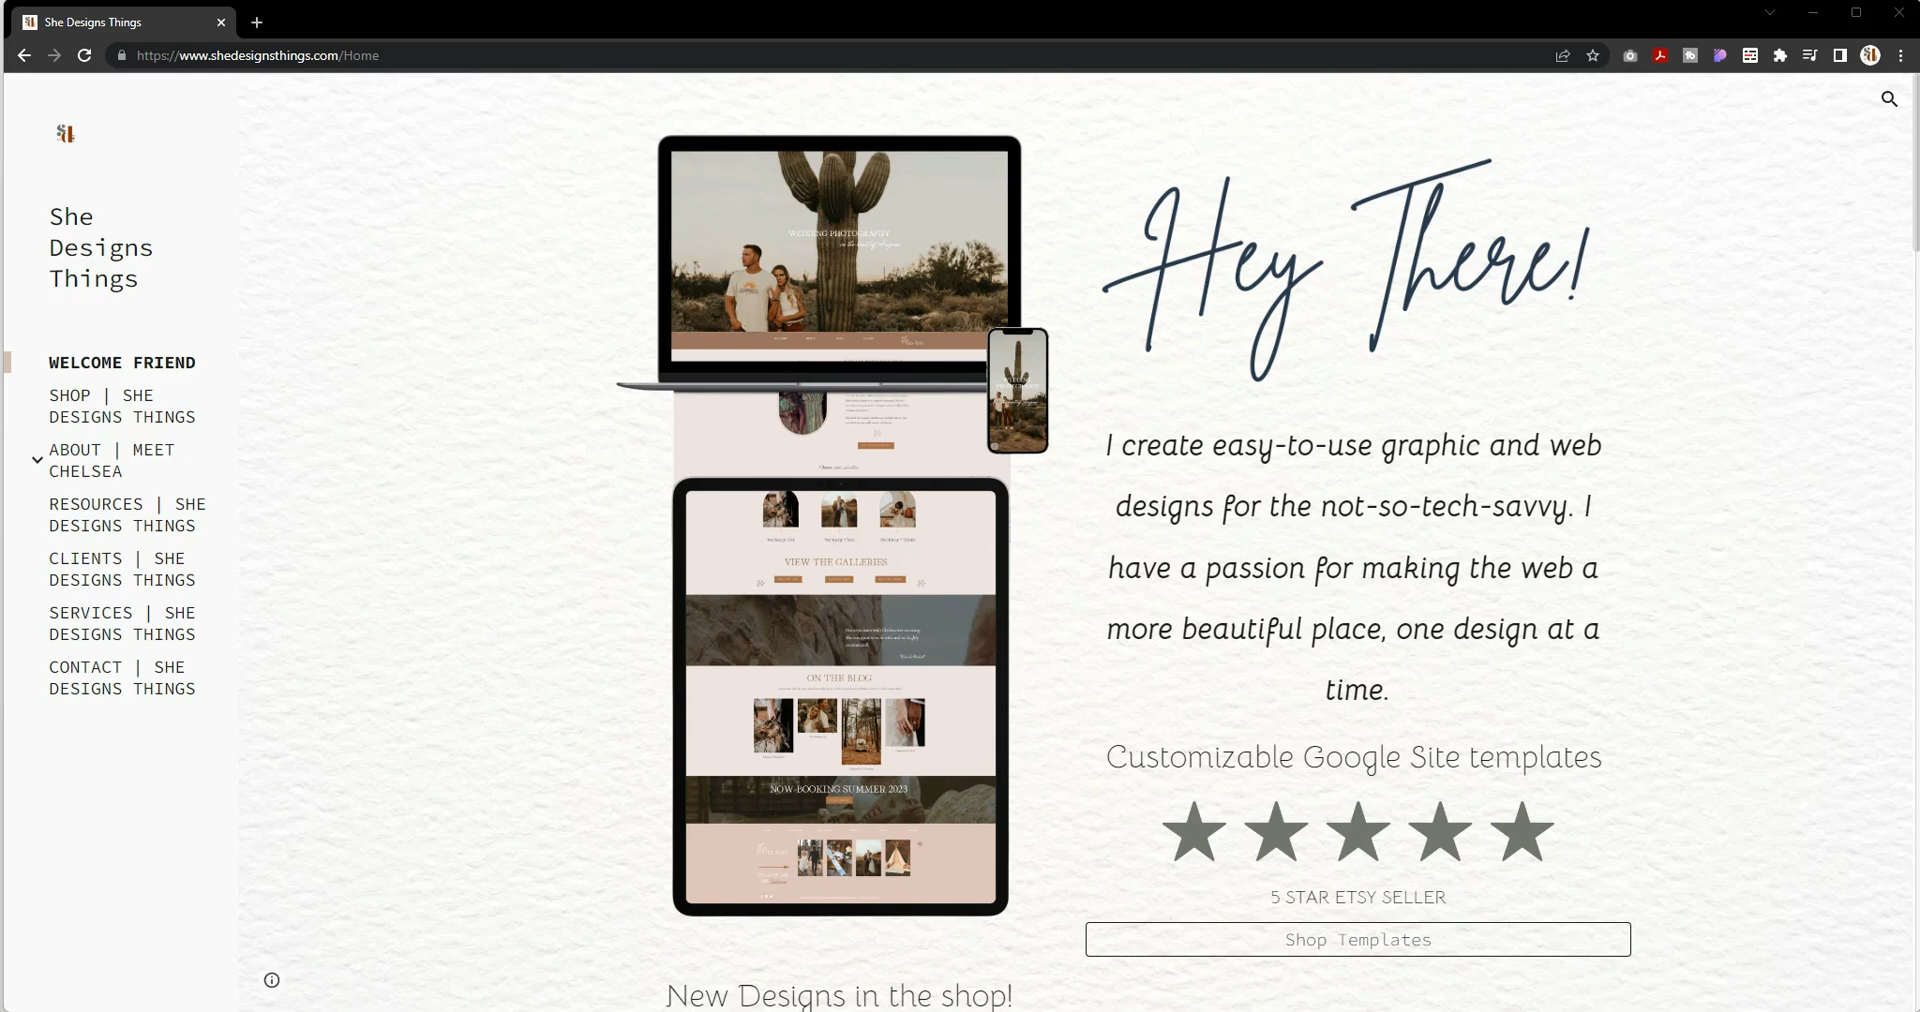 She Designs Things
https://www.shedesignsthings.com/Home
She
Designs
Things
WELCOME FRIEND
SHOP | SHE
DESIGNS THINGS
ABOUT | MEET
CHELSEA
RESOURCES | SHE
DESIGNS THINGS
CLIENTS | SHE
DESIGNS THINGS
SERVICES | SHE
DESIGNS THINGS
CONTACT | SHE
DESIGNS THINGS
WEDDING PHOTOGRAPHY
VIEW THE GALLERIES
ON THE BLOG
NOW BOOKING SUMMER 2023
Hey There!
I create easy-to-use graphic and web
designs for the not-so-tech-savvy. I
have a passion for making the web a
more beautiful place, one design at a
time.
Customizable Google Site templates
5 STAR ETSY SELLER
Shop Templates
New Designs in the shop!